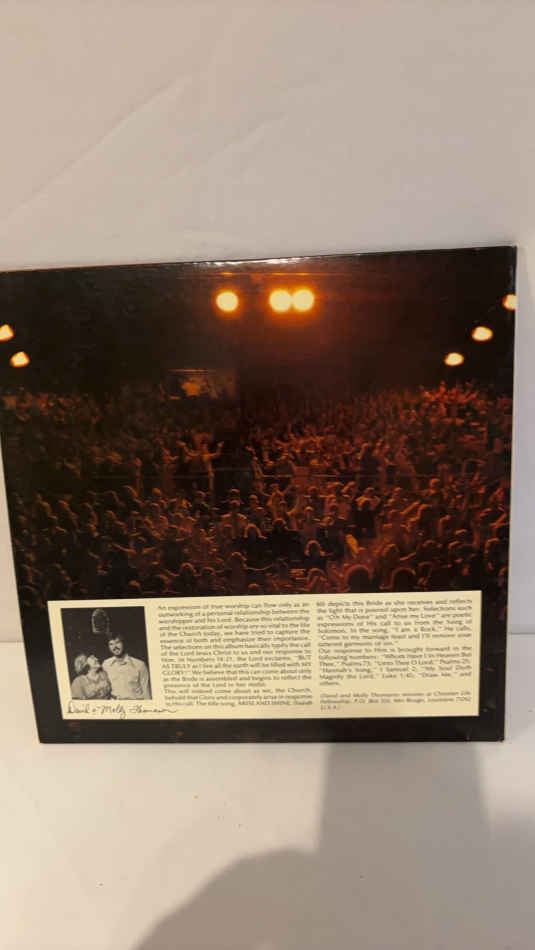 An expression of true worship can flow only as an
outworking of a personal relationship between the
worshipper and his Lord. Because this relationship
and the restoration of worship are so vital to the life
of the Church today, we have tried to capture the
essence of both and emphasize their importance.
The selections on this album basically typify the call
of the Lord Jesus Christ to us and our response to
Him. In Numbers 14:21, the Lord declares, "BUT
AS TRULY as I live all the earth will be filled with MY
GLORY!" We believe that this can come about only
as the Bride is assembled and begins to reflect the
presence of the Lord in her midst.
This will indeed come about as we, the Church,
behold that Glory and corporately arise in response
to His call. The title song, ARISE AND SHINE, (Isaiah
David & Molly Thomason
60) depicts this Bride as she receives and reflects
the light that is poured upon her. Selections such
as "Oh My Dove" and "Arise my Love" are poetic
expressions of His call to us from the Song of
Solomon. In the song, "I am a Rock," He calls,
"Come to my marriage feast and I'll remove your
tattered garments of sin."
Our response to Him is brought forward in the
following numbers: "Whom Have I In Heaven But
Thee," Psalms 73; "Unto Thee O Lord," Psalms 25;
"Hannah's Song," I Samuel 2; "My Soul Doth
Magnify the Lord," Luke 1:46; "Draw Me," and
others.
(David and Molly Thomason minister at Christian Life
Fellowship, P.O. Box
U.S.A.)